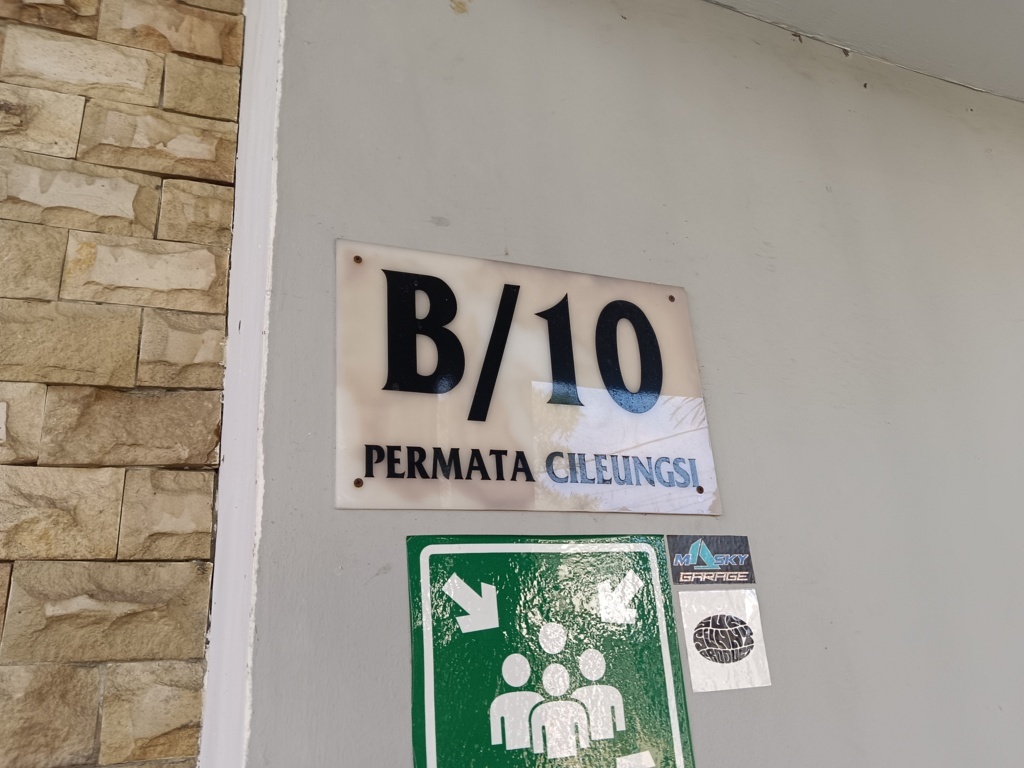 B/10
PERMATA CILEUNGSI
MASKY
GARAGE